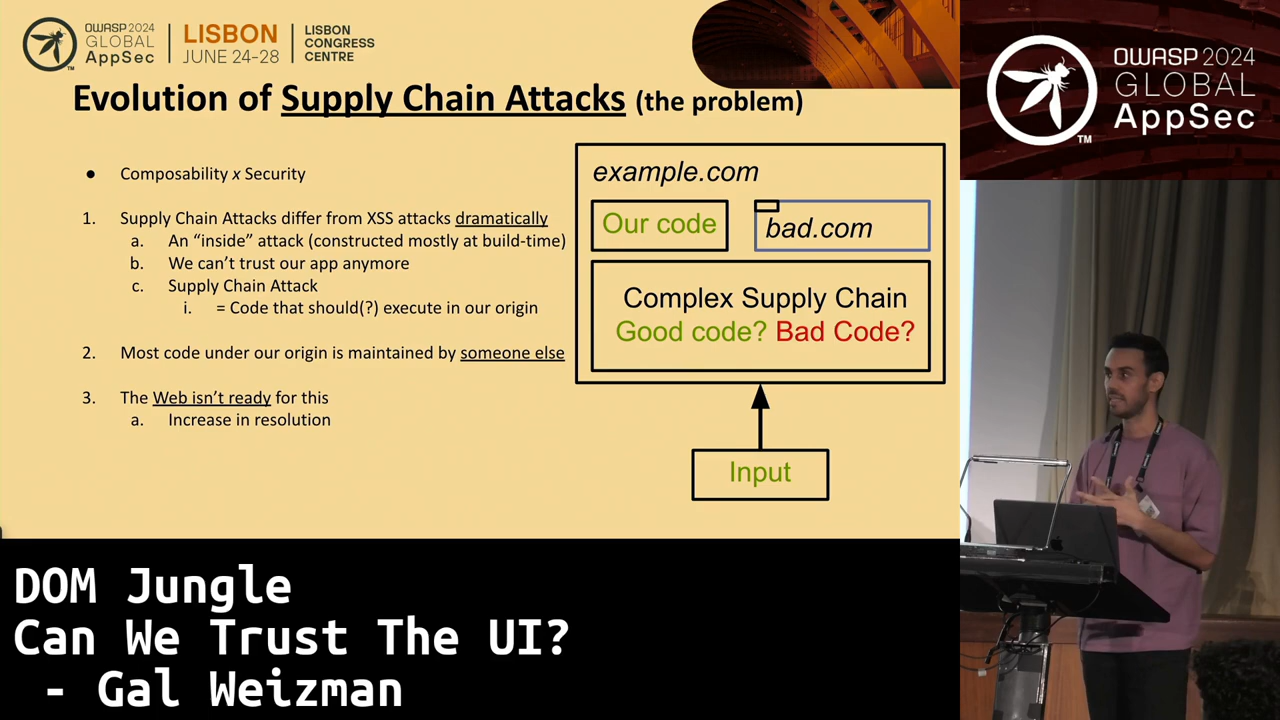 OWASP 2024
GLOBAL
AppSec
TM
LISBON
JUNE 24-28
LISBON
CONGRESS
CENTRE
Evolution of Supply Chain Attacks (the problem)
● Composability x Security
1. Supply Chain Attacks differ from XSS attacks dramatically
a. An “inside” attack (constructed mostly at build-time)
b. We can’t trust our app anymore
c. Supply Chain Attack
i. = Code that should(?) execute in our origin
2. Most code under our origin is maintained by someone else
3. The Web isn’t ready for this
a. Increase in resolution
example.com
Our code
bad.com
Complex Supply Chain
Good code? Bad Code?
Input
OWASP 2024
GLOBAL
AppSec
TM
DOM Jungle
Can We Trust The UI?
- Gal Weizman